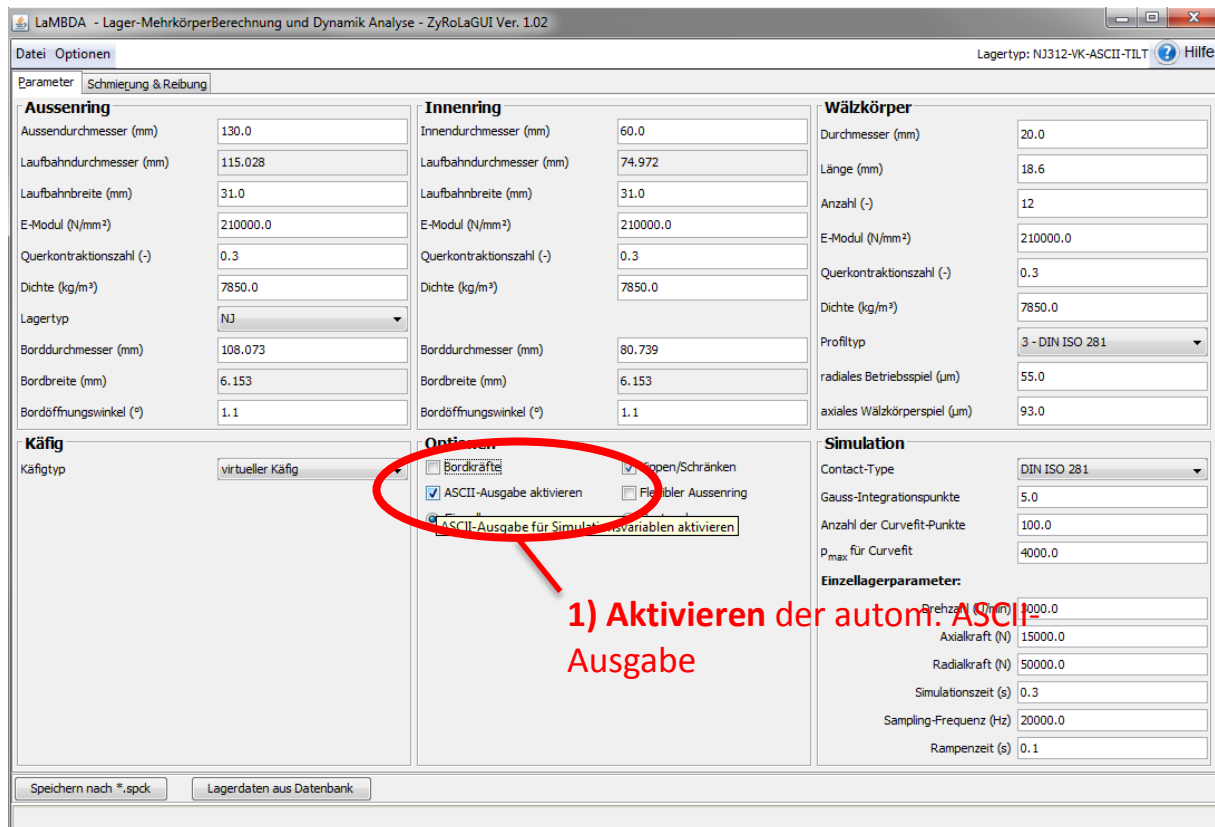 LaMBDA - Lager-MehrkörperBerechnung und Dynamik Analyse - ZyRoLaGUI Ver. 1.02
Datei Optionen
Lagertyp: NJ312-VK-ASCII-TILT ? Hilfe
Parameter Schmierung & Reibung
Aussenring
Aussendurchmesser (mm) 130.0
Laufbahndurchmesser (mm) 115.028
Laufbahnbreite (mm) 31.0
E-Modul (N/mm²) 210000.0
Querkontraktionszahl (-) 0.3
Dichte (kg/m³) 7850.0
Lagertyp NJ
Borddurchmesser (mm) 108.073
Bordbreite (mm) 6.153
Bordöffnungswinkel (°) 1.1
Innenring
Innendurchmesser (mm) 60.0
Laufbahndurchmesser (mm) 74.972
Laufbahnbreite (mm) 31.0
E-Modul (N/mm²) 210000.0
Querkontraktionszahl (-) 0.3
Dichte (kg/m³) 7850.0
Borddurchmesser (mm) 80.739
Bordbreite (mm) 6.153
Bordöffnungswinkel (°) 1.1
Wälzkörper
Durchmesser (mm) 20.0
Länge (mm) 18.6
Anzahl (-) 12
E-Modul (N/mm²) 210000.0
Querkontraktionszahl (-) 0.3
Dichte (kg/m³) 7850.0
Profiltyp 3 - DIN ISO 281
radiales Betriebsspiel (µm) 55.0
axiales Wälzkörperspiel (µm) 93.0
Käfig
Käfigtyp virtueller Käfig
Optionen
Bordkräfte Kippen/Schränken
ASCII-Ausgabe aktivieren Flexibler Aussenring
ASCII-Ausgabe für Simulationsvariablen aktivieren
1) Aktivieren der autom. ASCII-
Ausgabe
Simulation
Contact-Type DIN ISO 281
Gauss-Integrationspunkte 5.0
Anzahl der Curvefit-Punkte 100.0
pmax für Curvefit 4000.0
Einzellagerparameter:
Drehzahl (U/min) 3000.0
Axialkraft (N) 15000.0
Radialkraft (N) 50000.0
Simulationszeit (s) 0.3
Sampling-Frequenz (Hz) 20000.0
Rampenzeit (s) 0.1
Speichern nach *.spck Lagerdaten aus Datenbank